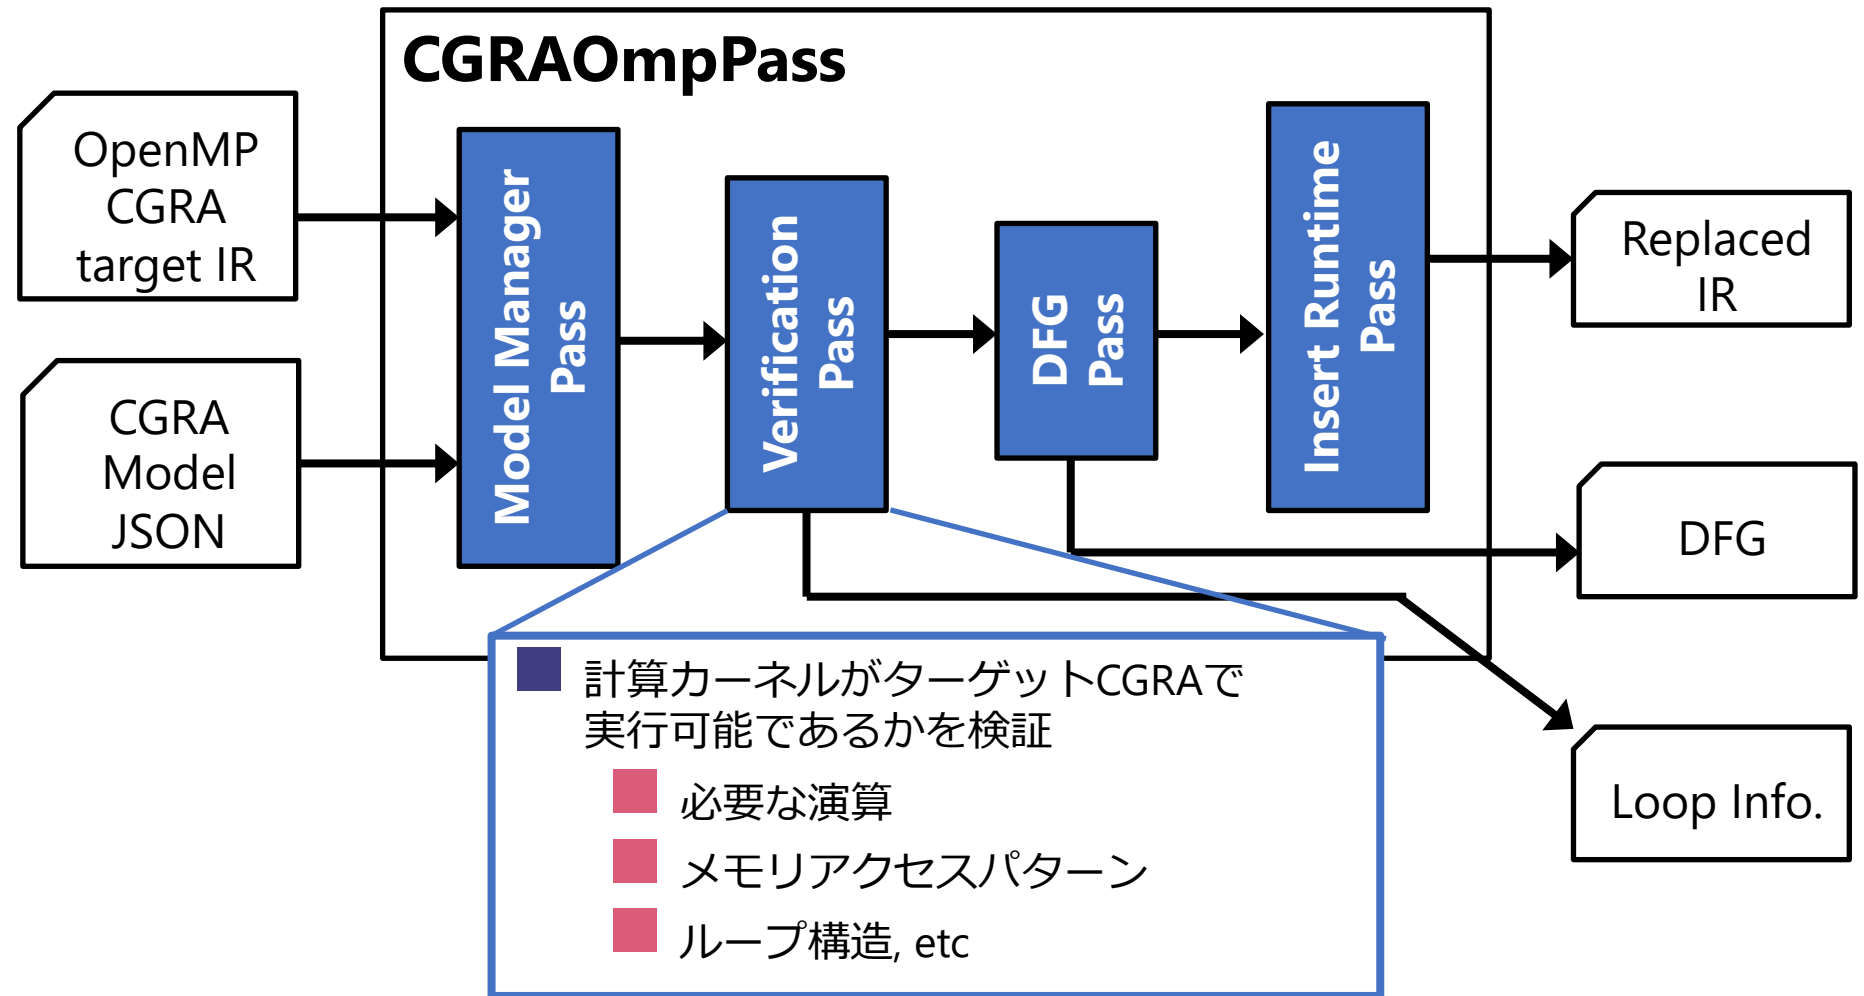 CGRAOmpPass
OpenMP
CGRA
target IR
CGRA
Model
JSON
Model Manager
Pass
Verification
Pass
DFG
Pass
Insert Runtime
Pass
Replaced
IR
DFG
Loop Info.
計算カーネルがターゲットCGRAで
実行可能であるかを検証
必要な演算
メモリアクセスパターン
ループ構造, etc